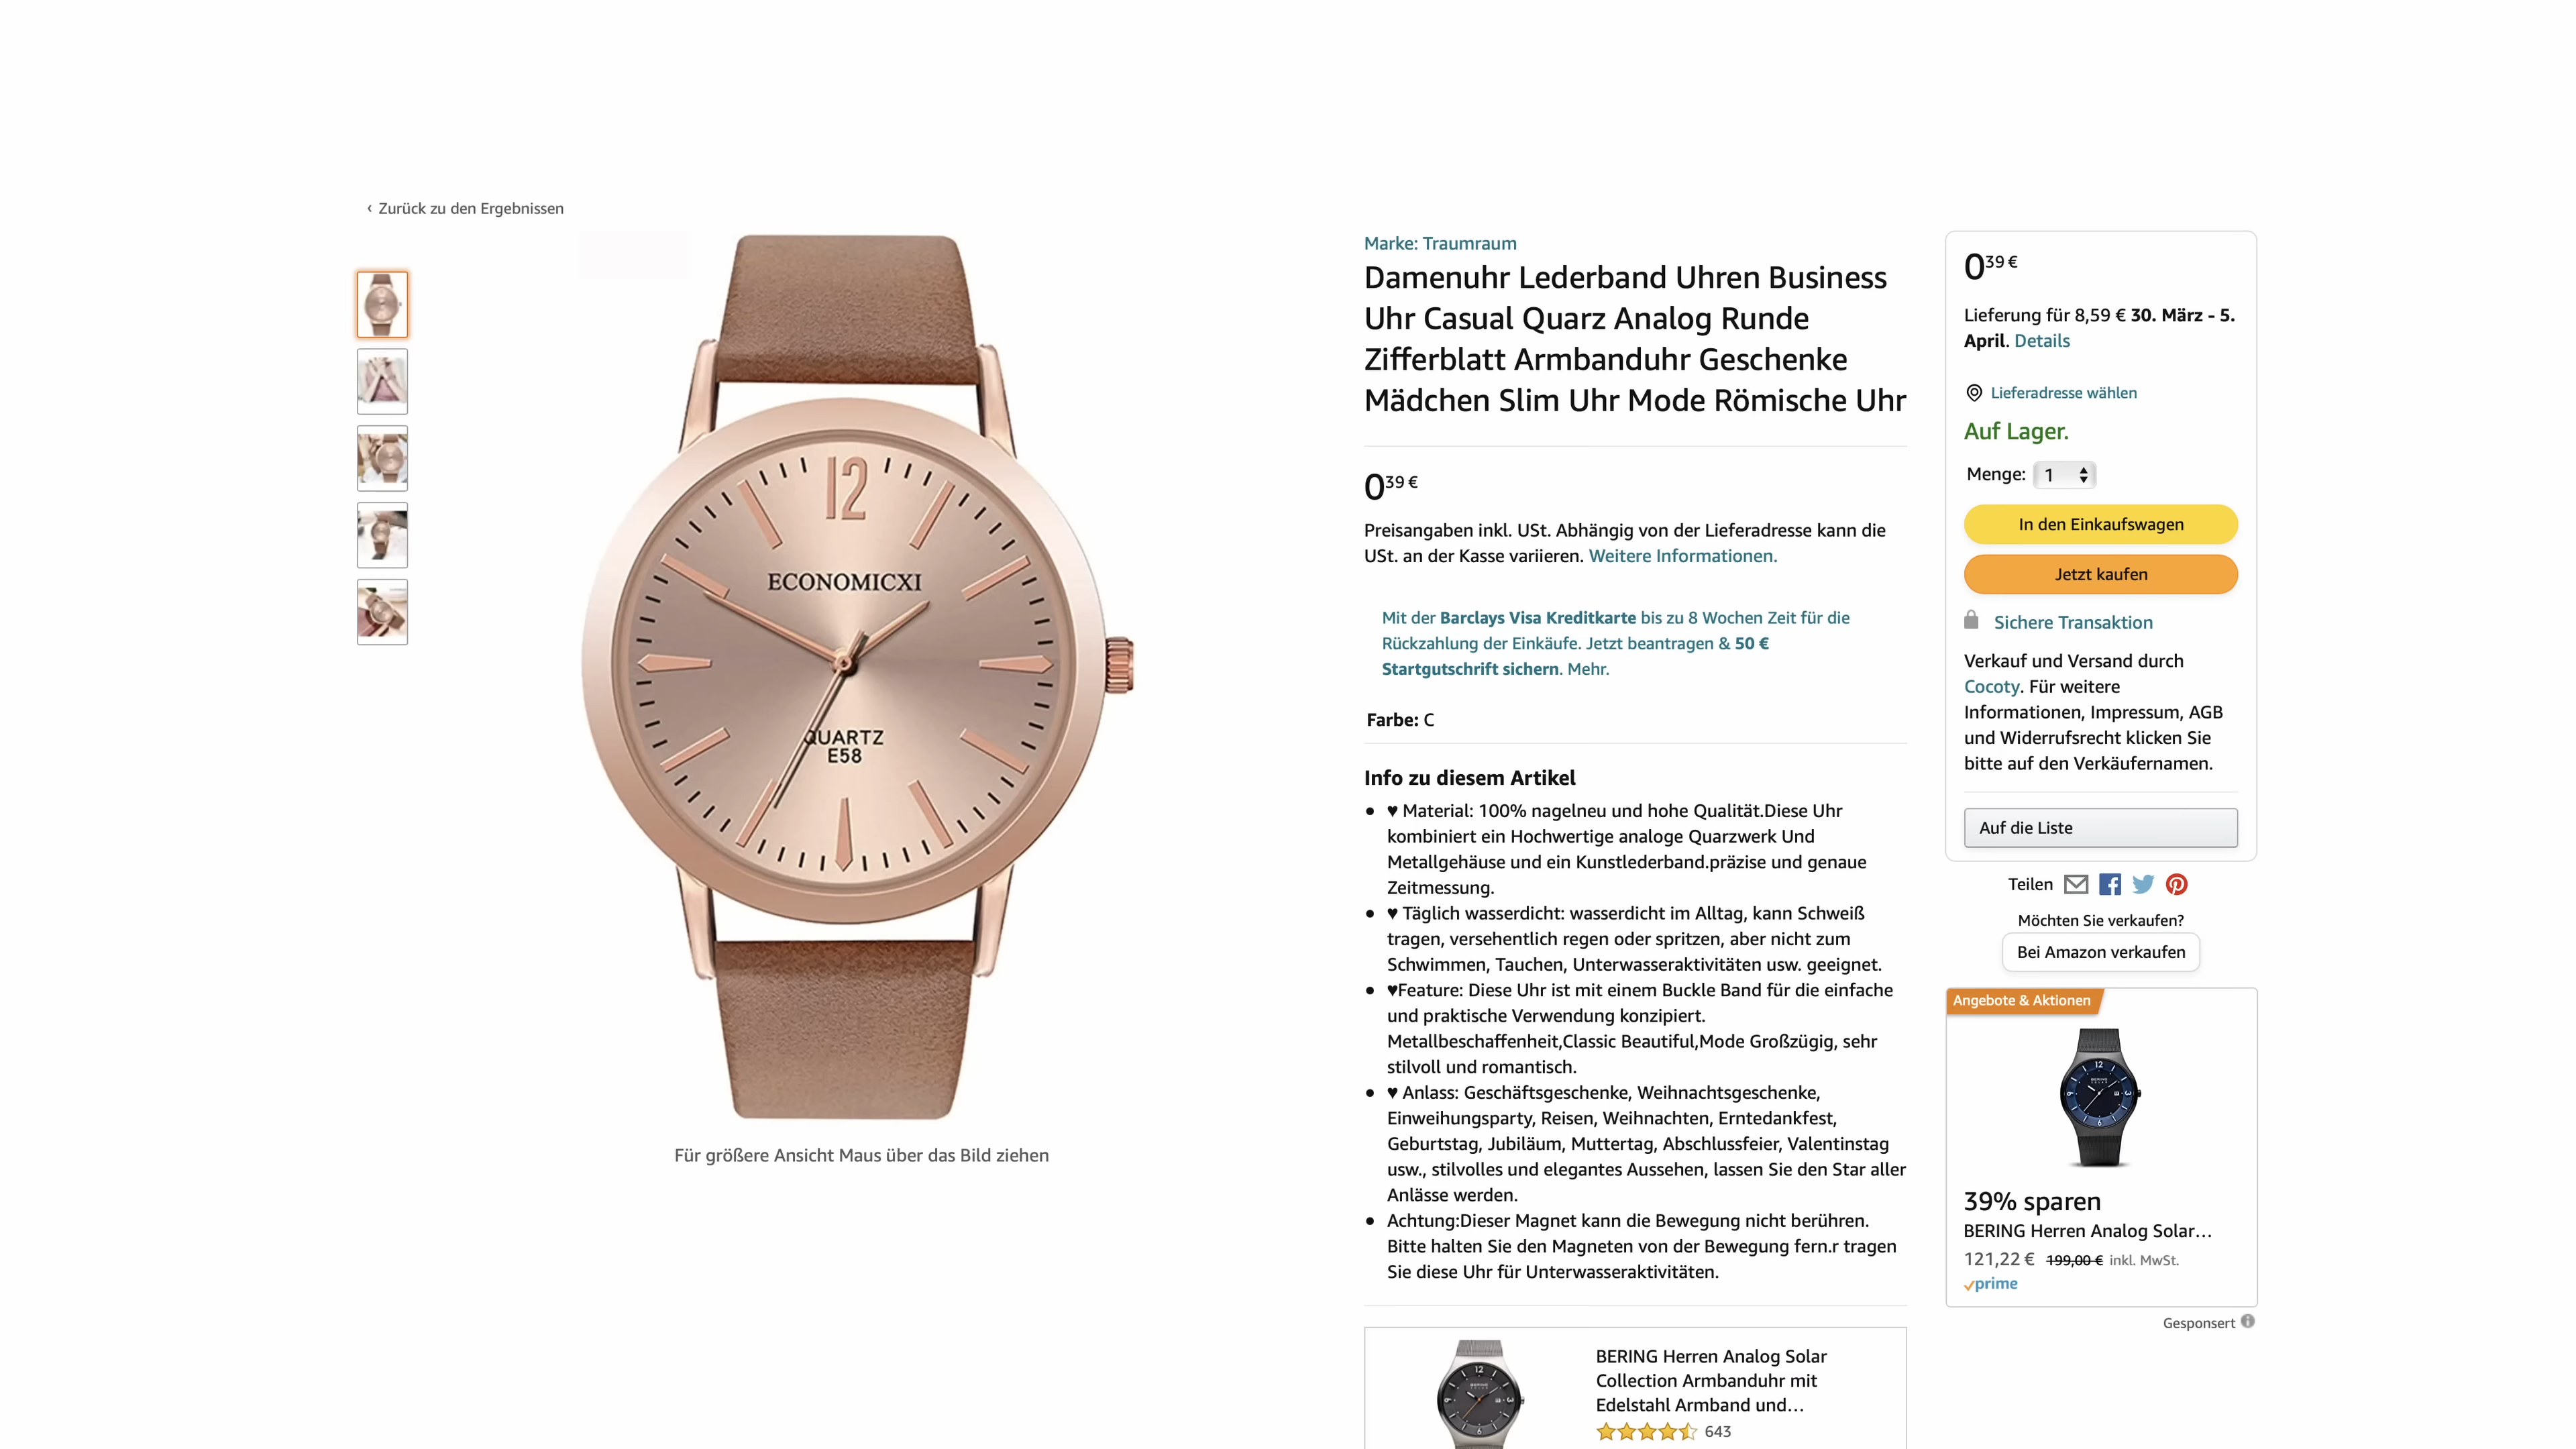 ‹ Zurück zu den Ergebnissen
12
ECONOMICXI
QUARTZ
E58
Für größere Ansicht Maus über das Bild ziehen
Marke: Traumraum
Damenuhr Lederband Uhren Business
Uhr Casual Quarz Analog Runde
Zifferblatt Armbanduhr Geschenke
Mädchen Slim Uhr Mode Römische Uhr
0³⁹ €
Preisangaben inkl. USt. Abhängig von der Lieferadresse kann die
USt. an der Kasse variieren. Weitere Informationen.
Mit der Barclays Visa Kreditkarte bis zu 8 Wochen Zeit für die
Rückzahlung der Einkäufe. Jetzt beantragen & 50 €
Startgutschrift sichern. Mehr.
Farbe: C
Info zu diesem Artikel
● ♥ Material: 100% nagelneu und hohe Qualität.Diese Uhr
kombiniert ein Hochwertige analoge Quarzwerk Und
Metallgehäuse und ein Kunstlederband.präzise und genaue
Zeitmessung.
● ♥ Täglich wasserdicht: wasserdicht im Alltag, kann Schweiß
tragen, versehentlich regen oder spritzen, aber nicht zum
Schwimmen, Tauchen, Unterwasseraktivitäten usw. geeignet.
● ♥Feature: Diese Uhr ist mit einem Buckle Band für die einfache
und praktische Verwendung konzipiert.
Metallbeschaffenheit,Classic Beautiful,Mode Großzügig, sehr
stilvoll und romantisch.
● ♥ Anlass: Geschäftsgeschenke, Weihnachtsgeschenke,
Einweihungsparty, Reisen, Weihnachten, Erntedankfest,
Geburtstag, Jubiläum, Muttertag, Abschlussfeier, Valentinstag
usw., stilvolles und elegantes Aussehen, lassen Sie den Star aller
Anlässe werden.
● Achtung:Dieser Magnet kann die Bewegung nicht berühren.
Bitte halten Sie den Magneten von der Bewegung fern.r tragen
Sie diese Uhr für Unterwasseraktivitäten.
BERING Herren Analog Solar
Collection Armbanduhr mit
Edelstahl Armband und...
643
0³⁹ €
Lieferung für 8,59 € 30. März - 5.
April. Details
Lieferadresse wählen
Auf Lager.
Menge: 1
In den Einkaufswagen
Jetzt kaufen
Sichere Transaktion
Verkauf und Versand durch
Cocoty. Für weitere
Informationen, Impressum, AGB
und Widerrufsrecht klicken Sie
bitte auf den Verkäufernamen.
Auf die Liste
Teilen
Möchten Sie verkaufen?
Bei Amazon verkaufen
Angebote & Aktionen
39% sparen
BERING Herren Analog Solar...
121,22 € 199,00 € inkl. MwSt.
prime
Gesponsert